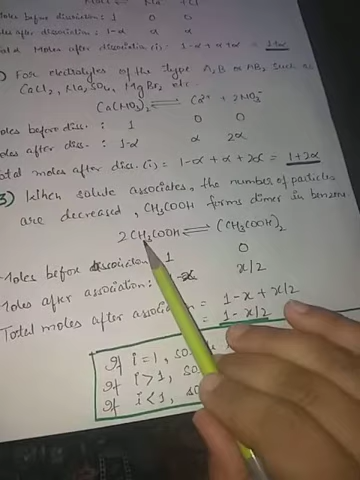 Moles before dissociation : 1 0 0
Moles after dissociation : 1-α α α
Total Moles after dissociation (i) : 1-α+α+α = 1+α
For electrolytes of the type A₂B or AB₂, such as
CaCl₂, Na₂SO₄, MgBr₂ etc.
Ca(NO₃)₂ ⇌ Ca²⁺ + 2NO₃⁻
Moles before diss. : 1 0 0
Moles after diss. : 1-α α 2α
Total moles after diss. (i) = 1-α + α + 2α = 1+2α
3) When solute associates, the number of particles
are decreased, CH₃COOH forms dimer in benzene
2CH₃COOH ⇌ (CH₃COOH)₂
Moles before association 1 0
Moles after association : x/2
Total moles after association = 1-x + x/2
= 1-x/2
If i = 1,
If i > 1,
If i < 1,